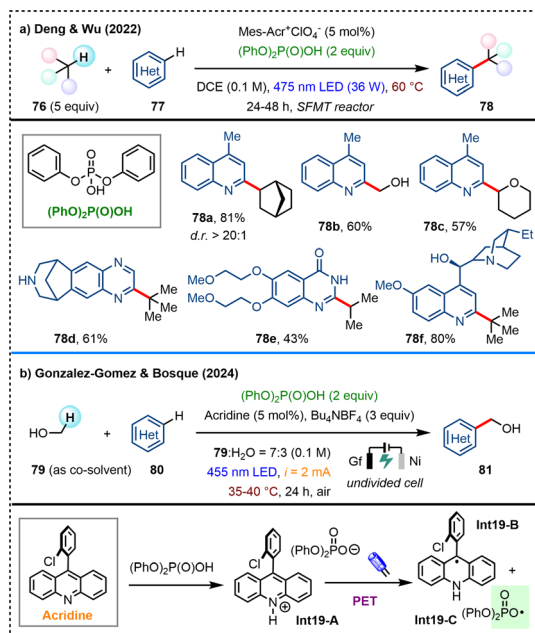 a) Deng & Wu (2022)
Mes-Acr⁺ClO₄⁻ (5 mol%)
(PhO)₂P(O)OH (2 equiv)
H
+
Het
H
DCE (0.1 M), 475 nm LED (36 W), 60 °C
24-48 h, SFMT reactor
Het
76 (5 equiv)
77
78
O
O
P
O
OH
(PhO)₂P(O)OH
Me
N
78a, 81%
d.r. > 20:1
Me
N
OH
78b, 60%
Me
N
O
78c, 57%
HN
N
N
Me
Me
Me
78d, 61%
MeO
O
MeO
O
O
NH
N
Me
Me
78e, 43%
Et
HO
N
MeO
N
Me
Me
Me
78f, 80%
b) Gonzalez-Gomez & Bosque (2024)
(PhO)₂P(O)OH (2 equiv)
Acridine (5 mol%), Bu₄NBF₄ (3 equiv)
HO
H
+
Het
H
79:H₂O = 7:3 (0.1 M)
455 nm LED, i = 2 mA
35-40 °C, 24 h, air
Gf
Ni
undivided cell
Het
OH
79 (as co-solvent)
80
81
Cl
N
Acridine
(PhO)₂P(O)OH
Cl
N
H
⊕
Int19-A
(PhO)₂P(O)O⊖
PET
Int19-B
Cl
•
N
H
+
Int19-C
(PhO)₂
O
PO•